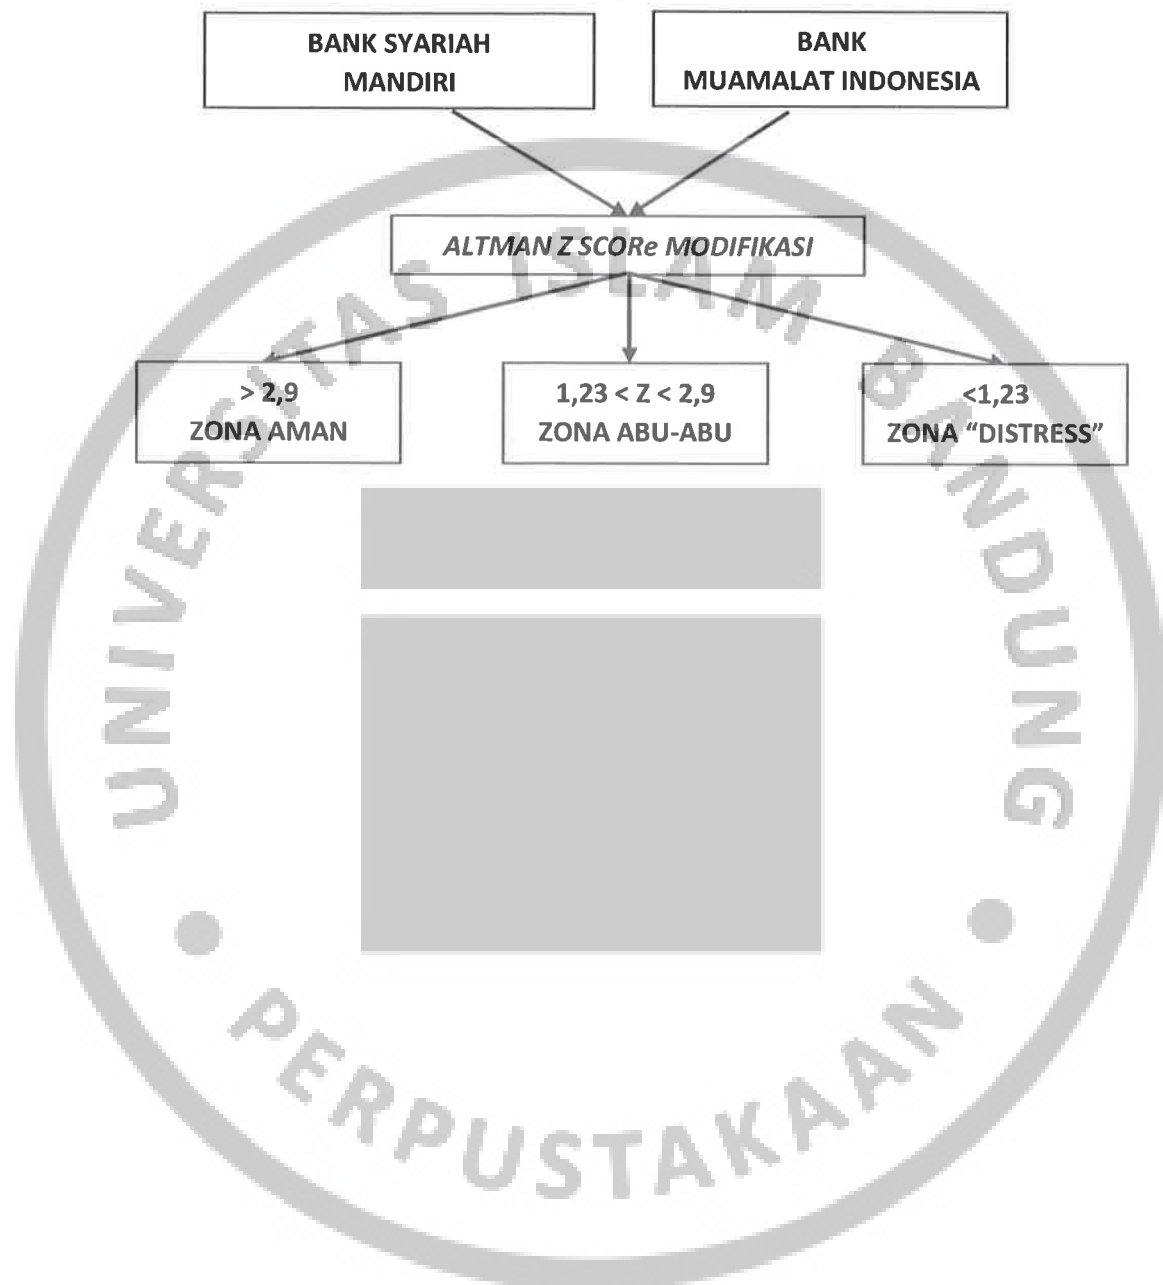 BANK SYARIAH
MANDIRI
BANK
MUAMALAT INDONESIA
ALTMAN Z SCORe MODIFIKASI
> 2,9
ZONA AMAN
1,23 < Z < 2,9
ZONA ABU-ABU
<1,23
ZONA “DISTRESS”
UNIVERSITAS ISLAM BANDUNG
PERPUSTAKAAN